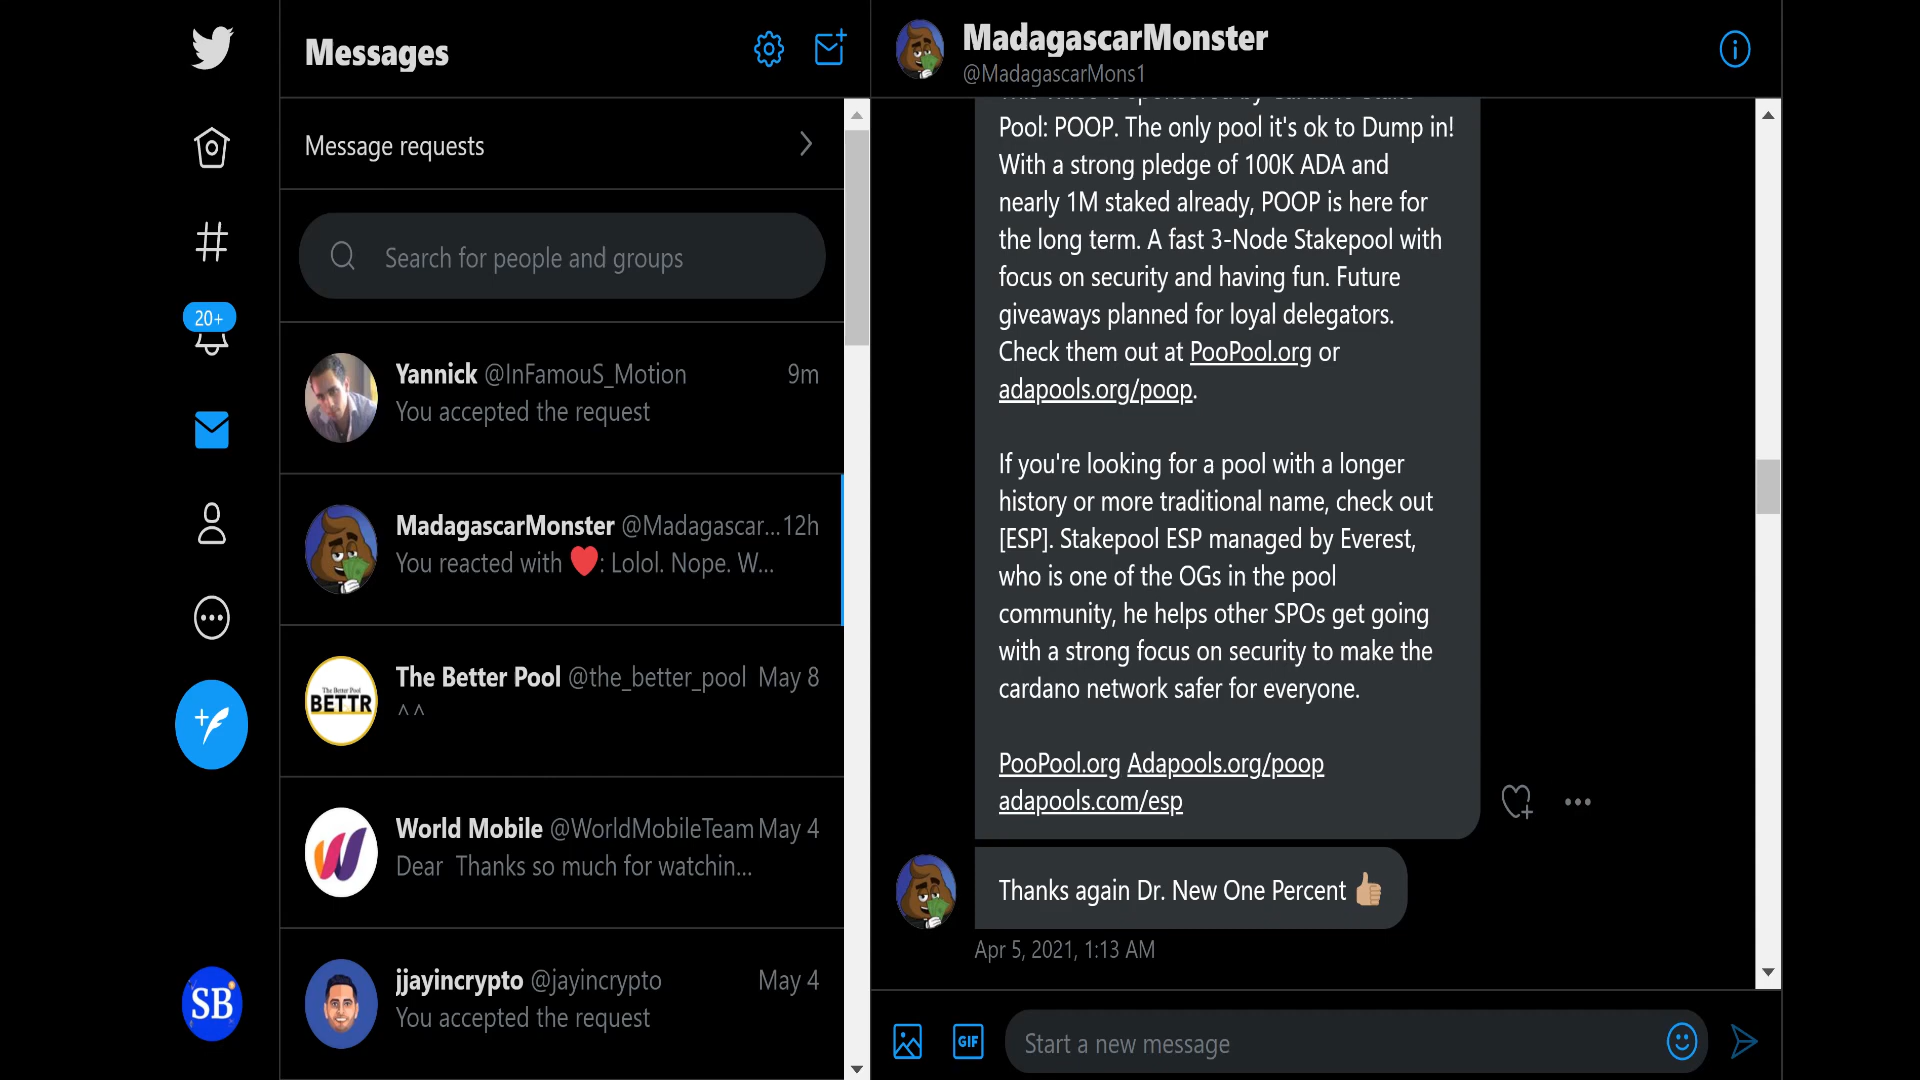 Messages
Message requests
Search for people and groups
20+
Yannick @InFamouS_Motion 9m
You accepted the request
MadagascarMonster @Madagascar... 12h
You reacted with ❤️: Lolol. Nope. W...
The Better Pool @the_better_pool May 8
^ ^
The Better Pool
BETTR
World Mobile @WorldMobileTeam May 4
Dear Thanks so much for watchin...
jjayincrypto @jayincrypto May 4
You accepted the request
SB
MadagascarMonster
@MadagascarMons1
Pool: POOP. The only pool it's ok to Dump in!
With a strong pledge of 100K ADA and
nearly 1M staked already, POOP is here for
the long term. A fast 3-Node Stakepool with
focus on security and having fun. Future
giveaways planned for loyal delegators.
Check them out at PooPool.org or
adapools.org/poop.
If you're looking for a pool with a longer
history or more traditional name, check out
[ESP]. Stakepool ESP managed by Everest,
who is one of the OGs in the pool
community, he helps other SPOs get going
with a strong focus on security to make the
cardano network safer for everyone.
PooPool.org Adapools.org/poop
adapools.com/esp
Thanks again Dr. New One Percent 👍🏼
Apr 5, 2021, 1:13 AM
GIF
Start a new message